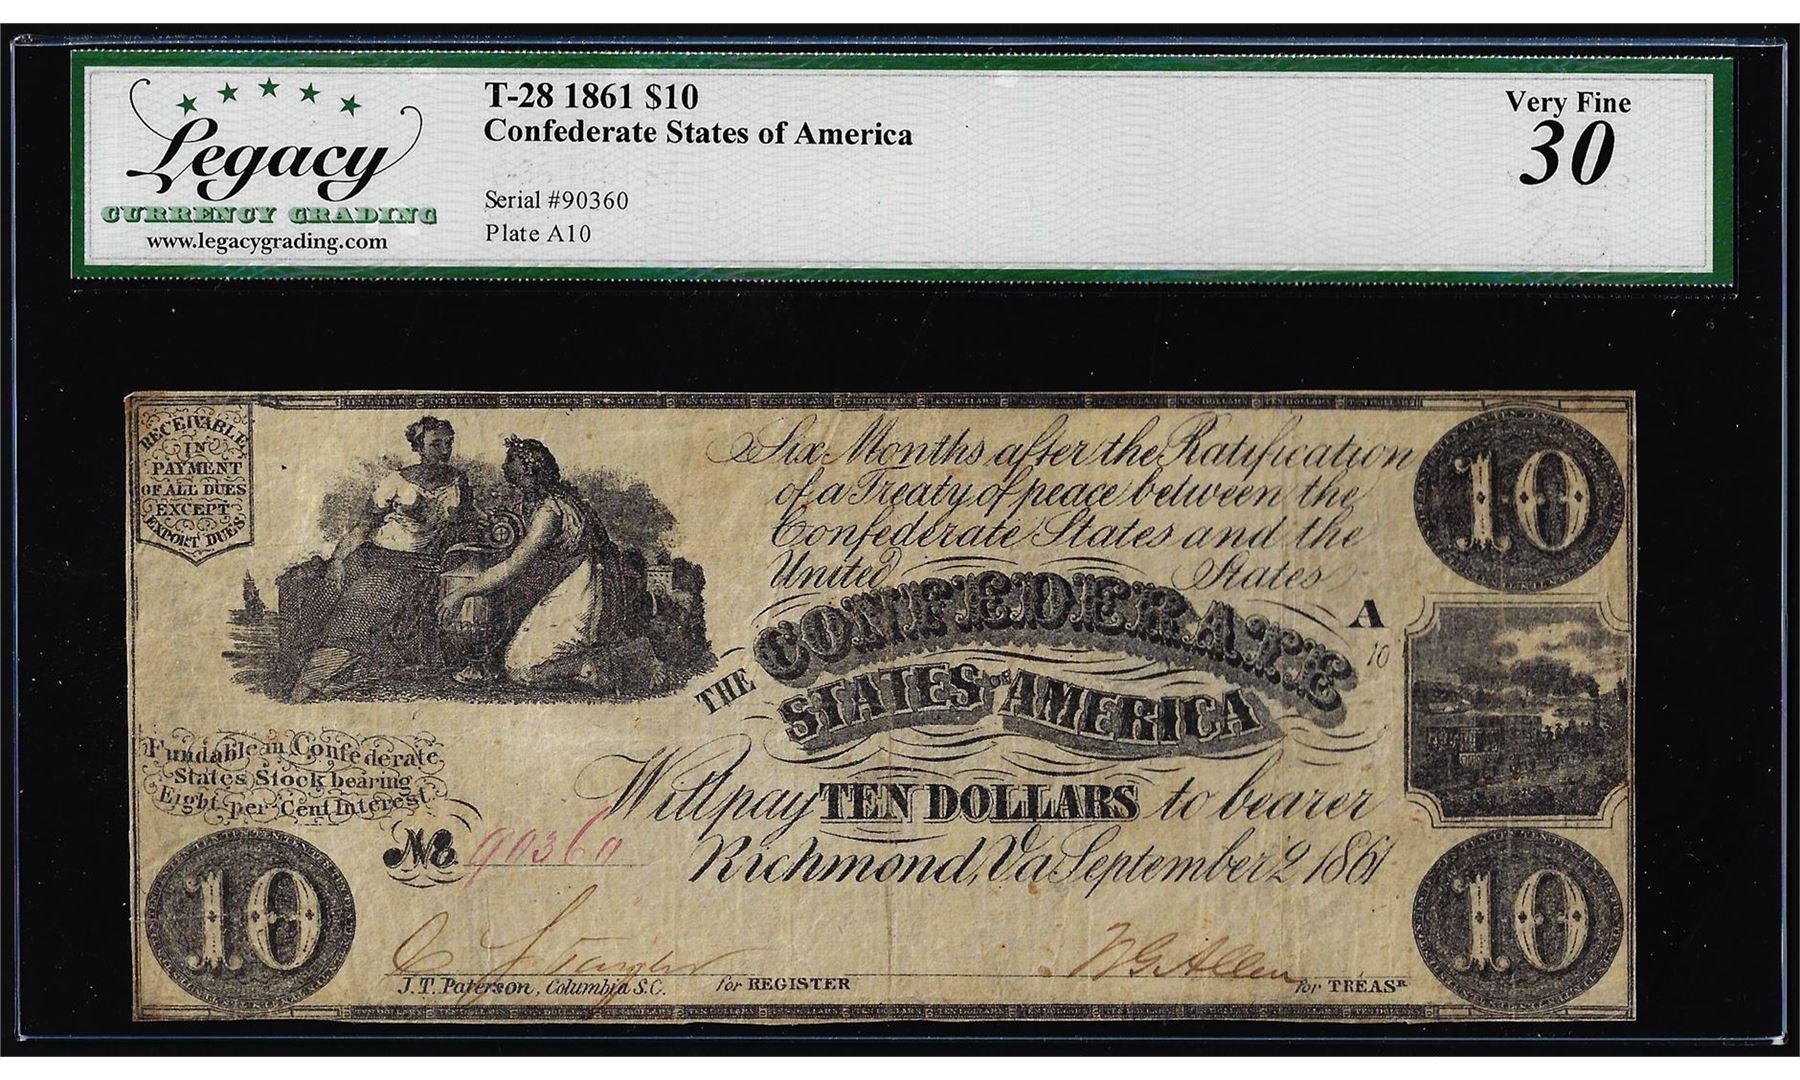 Legacy
CURRENCY GRADING
www.legacygrading.com
T-28 1861 $10
Confederate States of America
Serial #90360
Plate A10
Very Fine
30
RECEIVABLE
IN
PAYMENT
OF ALL DUES
EXCEPT
EXPORT DUES
Six Months after the Ratification
of a Treaty of peace between the
Confederate States and the
United States
10
A
10
THE CONFEDERATE
STATES OF AMERICA
Fundable in Confederate
States Stock bearing
Eight per Cent Interest
Will pay TEN DOLLARS to bearer
No 90360
Richmond, Va September 2 1861
10
10
W G Allen
J. T. Paterson, Columbia S.C.
for REGISTER
for TREASR